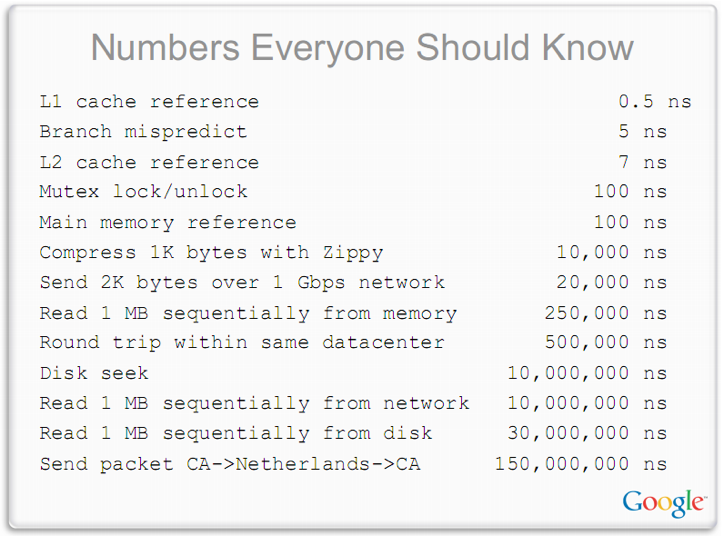 Numbers Everyone Should Know
L1 cache reference 0.5 ns
Branch mispredict 5 ns
L2 cache reference 7 ns
Mutex lock/unlock 100 ns
Main memory reference 100 ns
Compress 1K bytes with Zippy 10,000 ns
Send 2K bytes over 1 Gbps network 20,000 ns
Read 1 MB sequentially from memory 250,000 ns
Round trip within same datacenter 500,000 ns
Disk seek 10,000,000 ns
Read 1 MB sequentially from network 10,000,000 ns
Read 1 MB sequentially from disk 30,000,000 ns
Send packet CA->Netherlands->CA 150,000,000 ns
Google